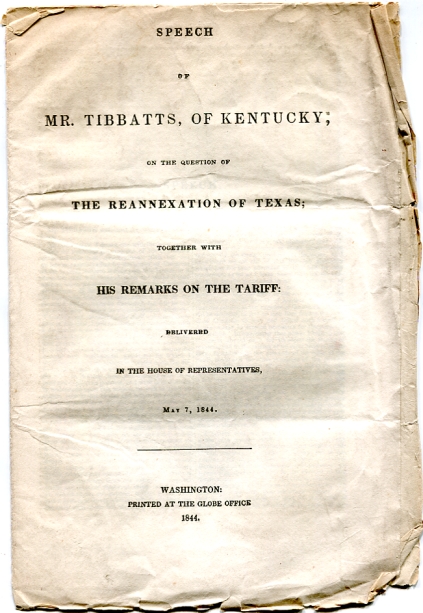 SPEECH
OF
MR. TIBBATTS, OF KENTUCKY,
ON THE QUESTION OF
THE REANNEXATION OF TEXAS;
TOGETHER WITH
HIS REMARKS ON THE TARIFF:
DELIVERED
IN THE HOUSE OF REPRESENTATIVES,
MAY 7, 1844.
WASHINGTON:
PRINTED AT THE GLOBE OFFICE
1844.